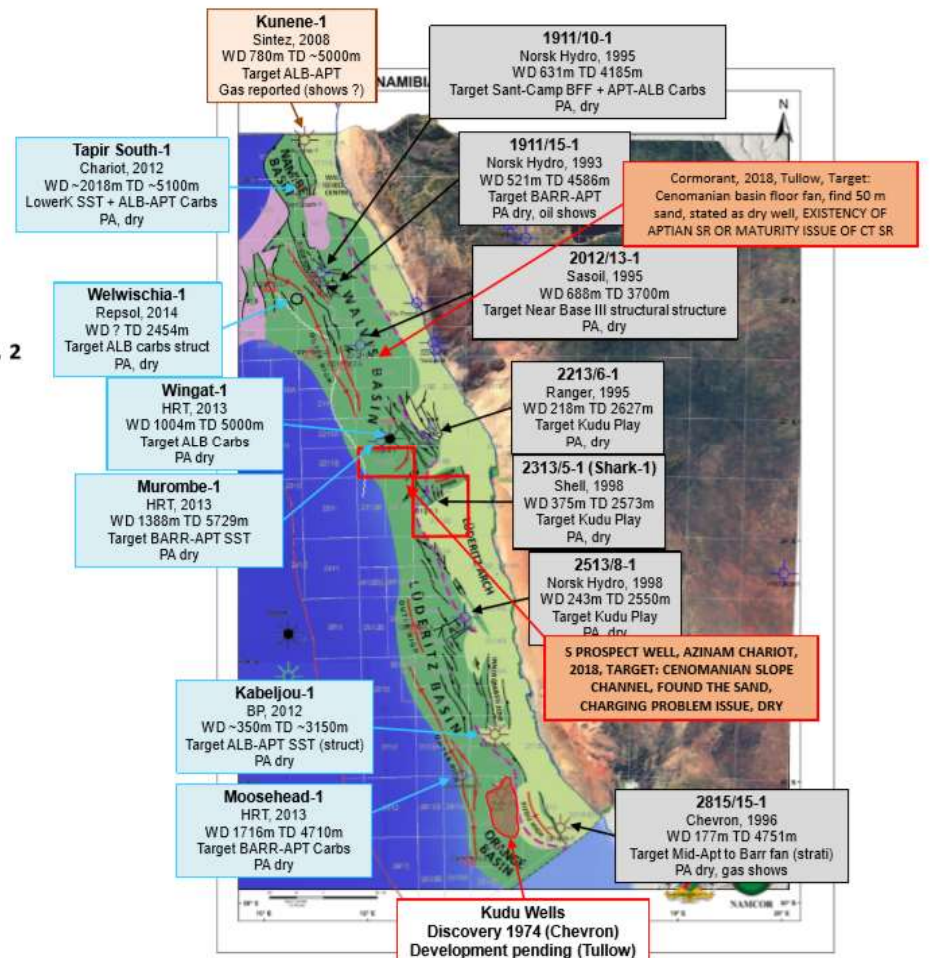 Kunene-1
Sintez, 2008
WD 780m TD ~5000m
Target ALB-APT
Gas reported (shows ?)
NAMIBIA
N
1911/10-1
Norsk Hydro, 1995
WD 631m TD 4185m
Target Sant-Camp BFF + APT-ALB Carbs
PA, dry
Tapir South-1
Chariot, 2012
WD ~2018m TD ~5100m
LowerK SST + ALB-APT Carbs
PA, dry
1911/15-1
Norsk Hydro, 1993
WD 521m TD 4586m
Target BARR-APT
PA dry, oil shows
Cormorant, 2018, Tullow, Target:
Cenomanian basin floor fan, find 50 m
sand, stated as dry well, EXISTENCY OF
APTIAN SR OR MATURITY ISSUE OF CT SR
Welwischia-1
Repsol, 2014
WD ? TD 2454m
Target ALB carbs struct
PA, dry
2012/13-1
Sasoil, 1995
WD 688m TD 3700m
Target Near Base III structural structure
PA, dry
2
Wingat-1
HRT, 2013
WD 1004m TD 5000m
Target ALB Carbs
PA dry
2213/6-1
Ranger, 1995
WD 218m TD 2627m
Target Kudu Play
PA, dry
Murombe-1
HRT, 2013
WD 1388m TD 5729m
Target BARR-APT SST
PA dry
2313/5-1 (Shark-1)
Shell, 1998
WD 375m TD 2573m
Target Kudu Play
PA, dry
2513/8-1
Norsk Hydro, 1998
WD 243m TD 2550m
Target Kudu Play
PA, dry
S PROSPECT WELL, AZINAM CHARIOT,
2018, TARGET: CENOMANIAN SLOPE
CHANNEL, FOUND THE SAND,
CHARGING PROBLEM ISSUE, DRY
Kabeljou-1
BP, 2012
WD ~350m TD ~3150m
Target ALB-APT SST (struct)
PA dry
Moosehead-1
HRT, 2013
WD 1716m TD 4710m
Target BARR-APT Carbs
PA dry
2815/15-1
Chevron, 1996
WD 177m TD 4751m
Target Mid-Apt to Barr fan (strati)
PA dry, gas shows
Kudu Wells
Discovery 1974 (Chevron)
Development pending (Tullow)
NAMIBE
BASIN
WALVIS BASIN
LÜDERITZ ARCH
LÜDERITZ BASIN
ORANGE
BASIN
NAMCOR